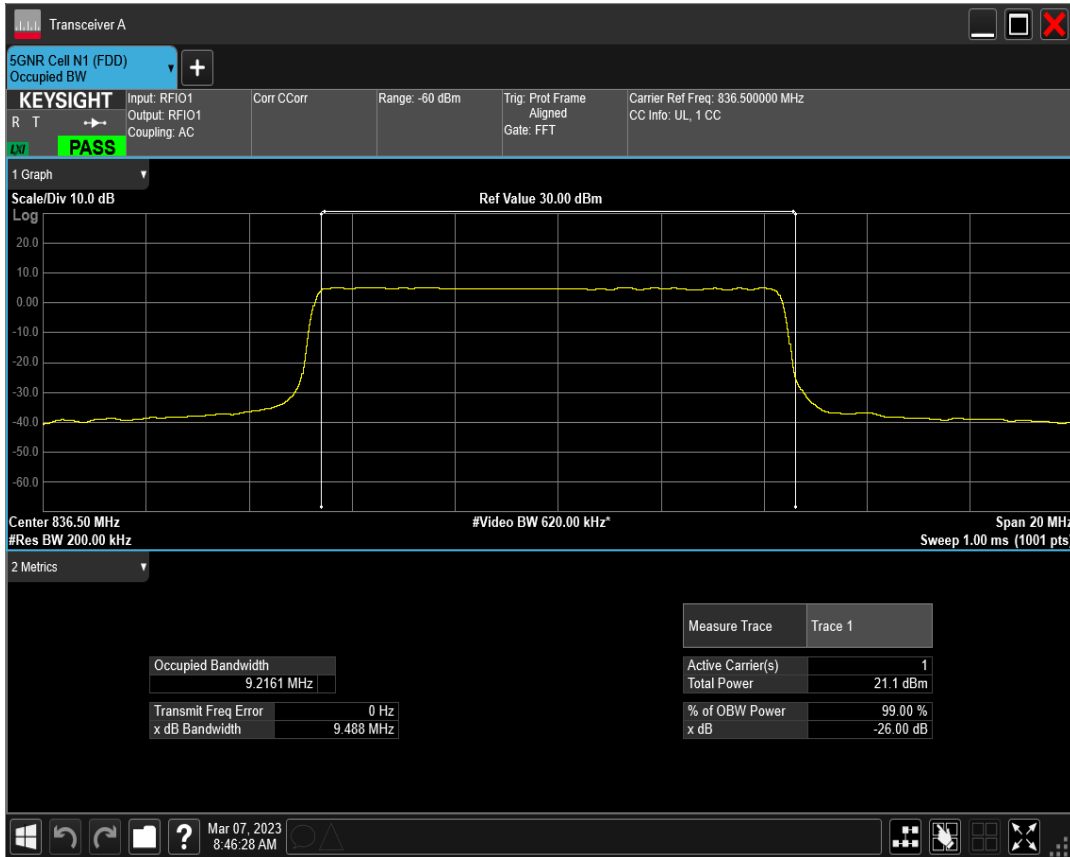 Transceiver A
5GNR Cell N1 (FDD)
Occupied BW
+
KEYSIGHT
R T
LXI PASS
Input: RFIO1
Output: RFIO1
Coupling: AC
Corr CCorr
Range: -60 dBm
Trig: Prot Frame
Aligned
Gate: FFT
Carrier Ref Freq: 836.500000 MHz
CC Info: UL, 1 CC
1 Graph
Scale/Div 10.0 dB Ref Value 30.00 dBm
Log
20.0
10.0
0.00
-10.0
-20.0
-30.0
-40.0
-50.0
-60.0
Center 836.50 MHz #Video BW 620.00 kHz* Span 20 MHz
#Res BW 200.00 kHz Sweep 1.00 ms (1001 pts)
2 Metrics
Measure Trace Trace 1
Occupied Bandwidth
9.2161 MHz
Active Carrier(s) 1
Total Power 21.1 dBm
Transmit Freq Error 0 Hz
x dB Bandwidth 9.488 MHz
% of OBW Power 99.00 %
x dB -26.00 dB
?
Mar 07, 2023
8:46:28 AM